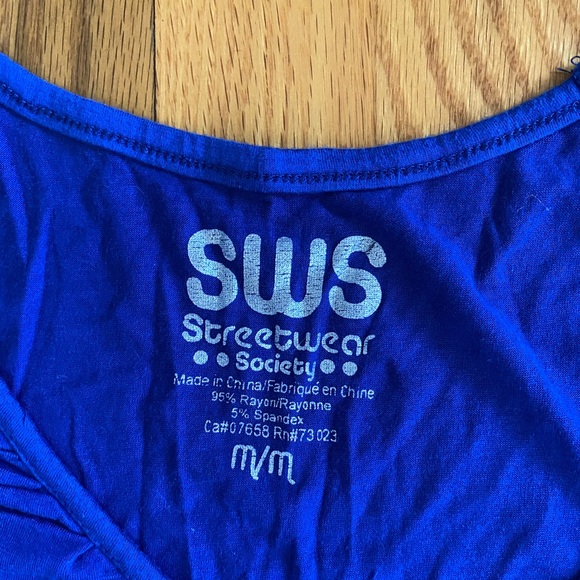 SWS
Streetwear
Society
Made in China/Fabriqué en Chine
95% Rayon/Rayonne
5% Spandex
Ca#07658 Rn#73023
m/m